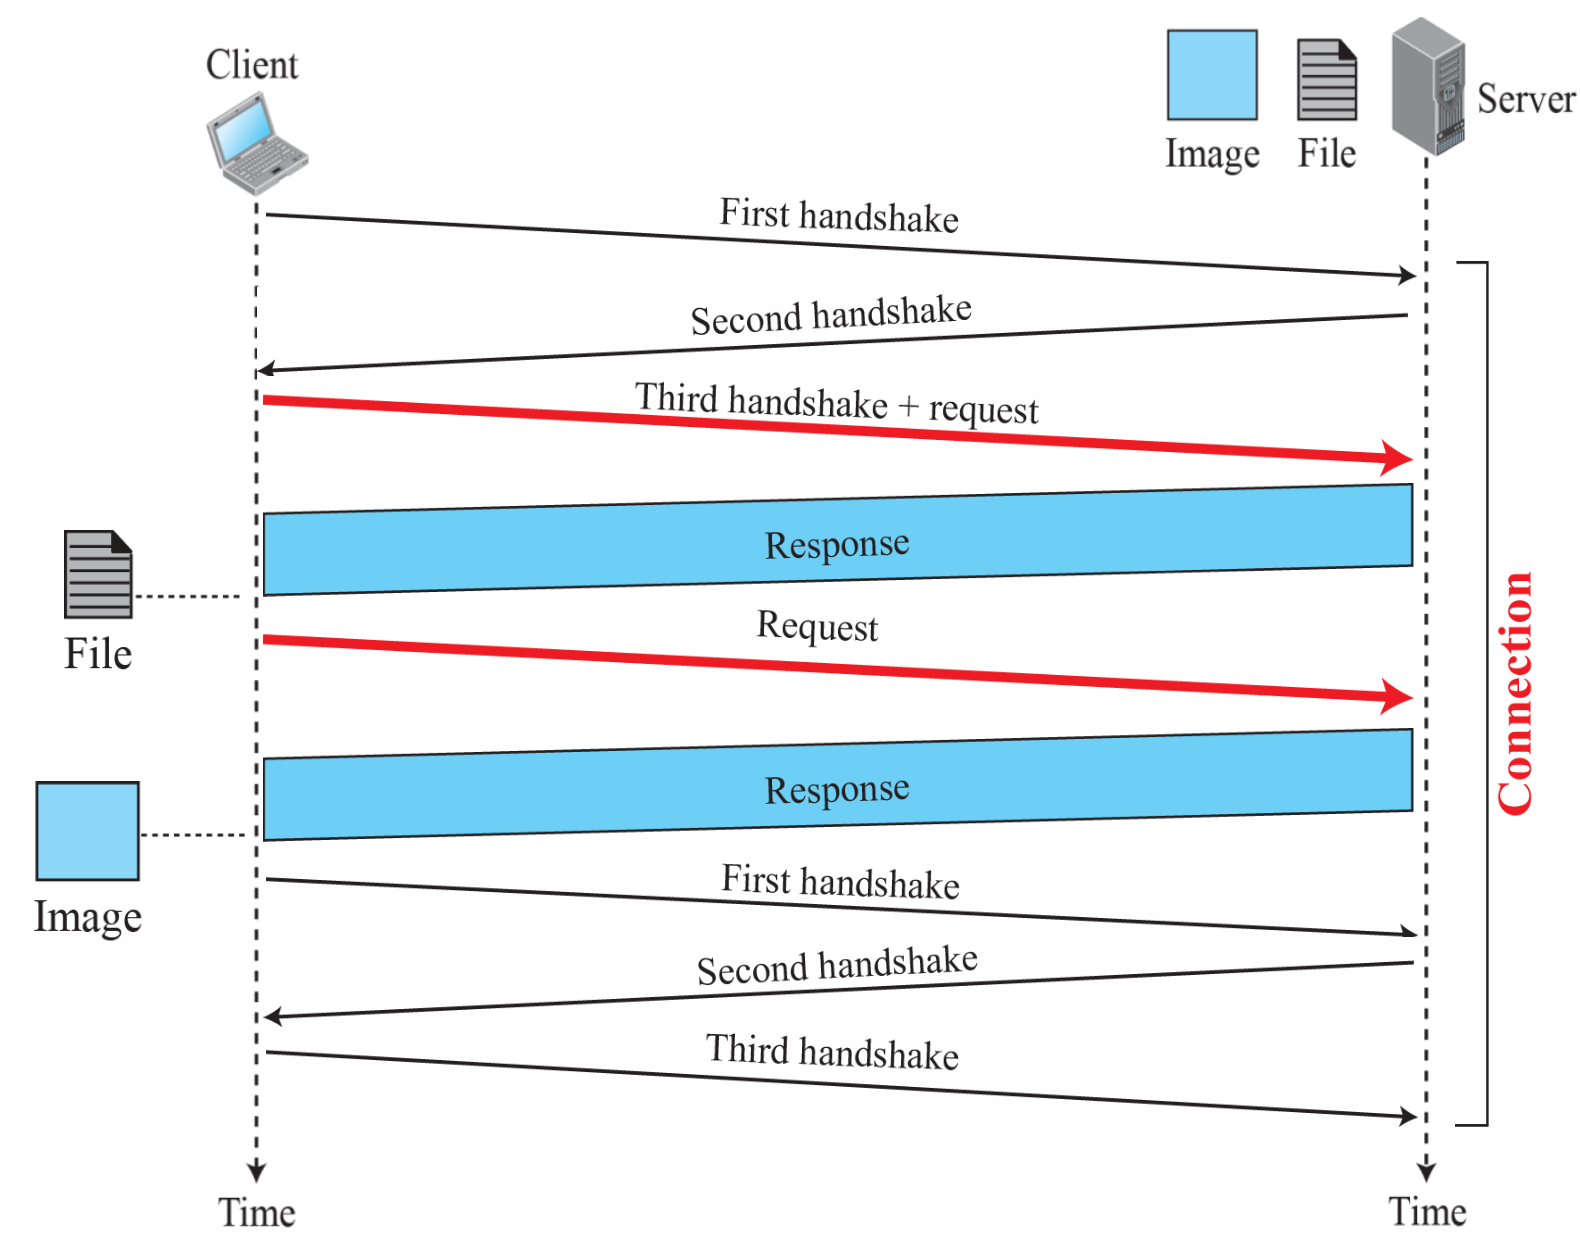 Client
Server
Image
File
First handshake
Second handshake
Third handshake + request
Response
File
Request
Connection
Response
Image
First handshake
Second handshake
Third handshake
Time
Time